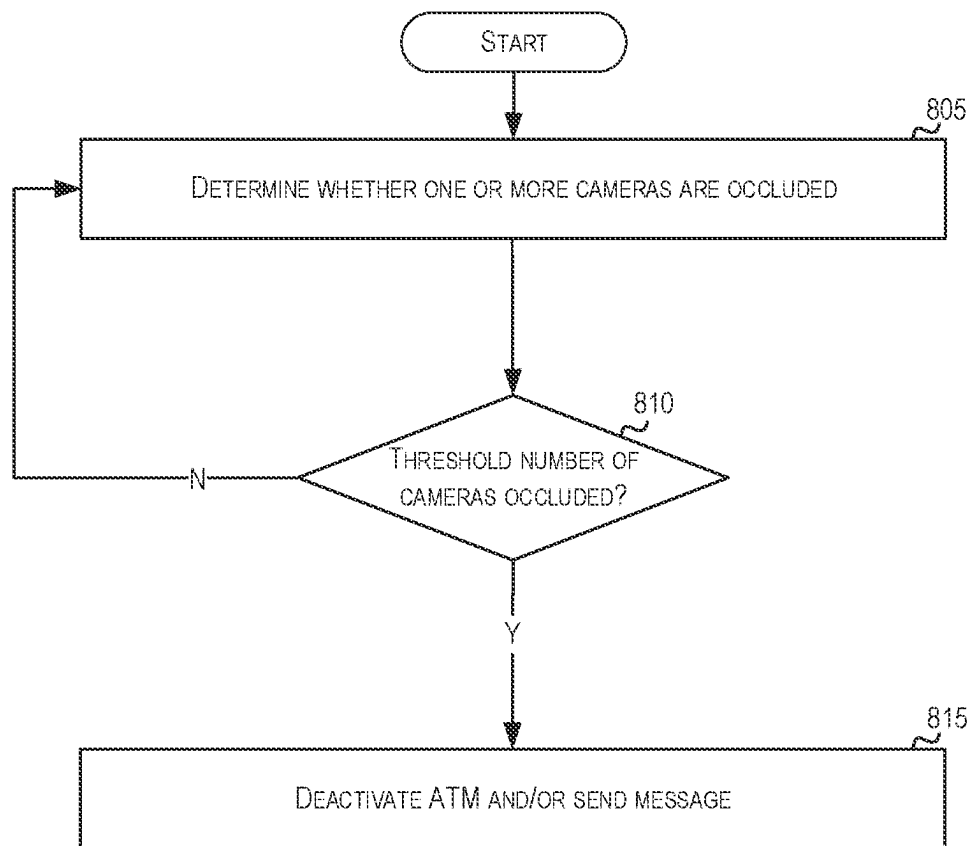 START
805
DETERMINE WHETHER ONE OR MORE CAMERAS ARE OCCLUDED
810
THRESHOLD NUMBER OF
CAMERAS OCCLUDED?
N
Y
815
DEACTIVATE ATM AND/OR SEND MESSAGE